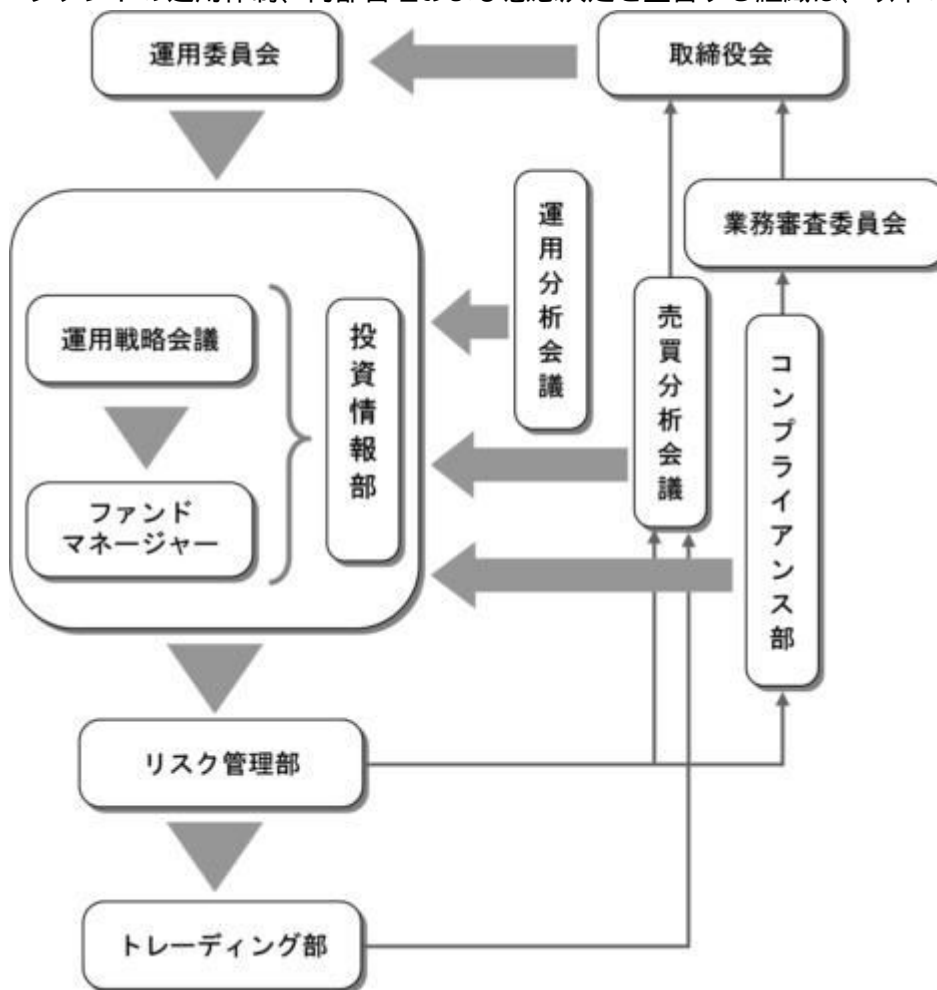 運用委員会
取締役会
業務審査委員会
運用分析会議
売買分析会議
コンプライアンス部
運用戦略会議
投資情報部
ファンド
マネージャー
リスク管理部
トレーディング部